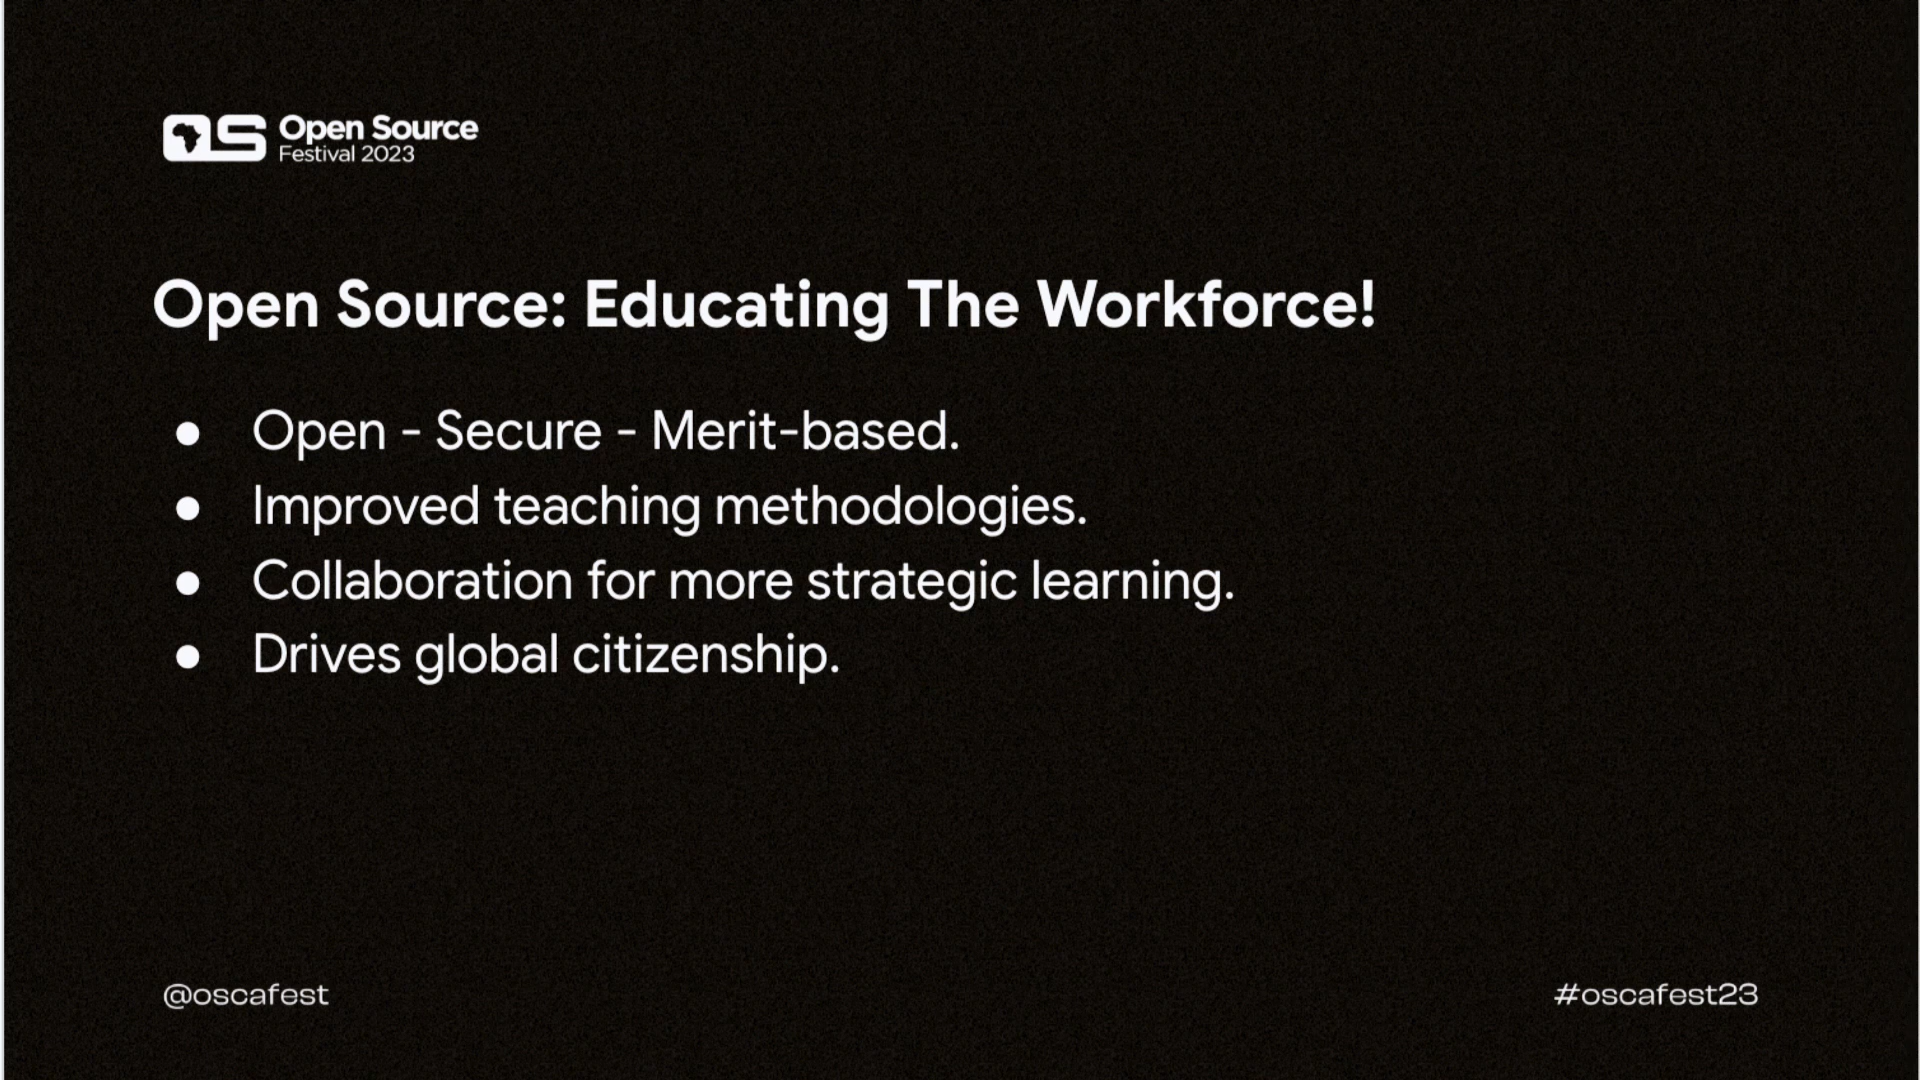 Open Source
Festival 2023
Open Source: Educating The Workforce!
● Open - Secure - Merit-based.
● Improved teaching methodologies.
● Collaboration for more strategic learning.
● Drives global citizenship.
@oscafest
#oscafest23